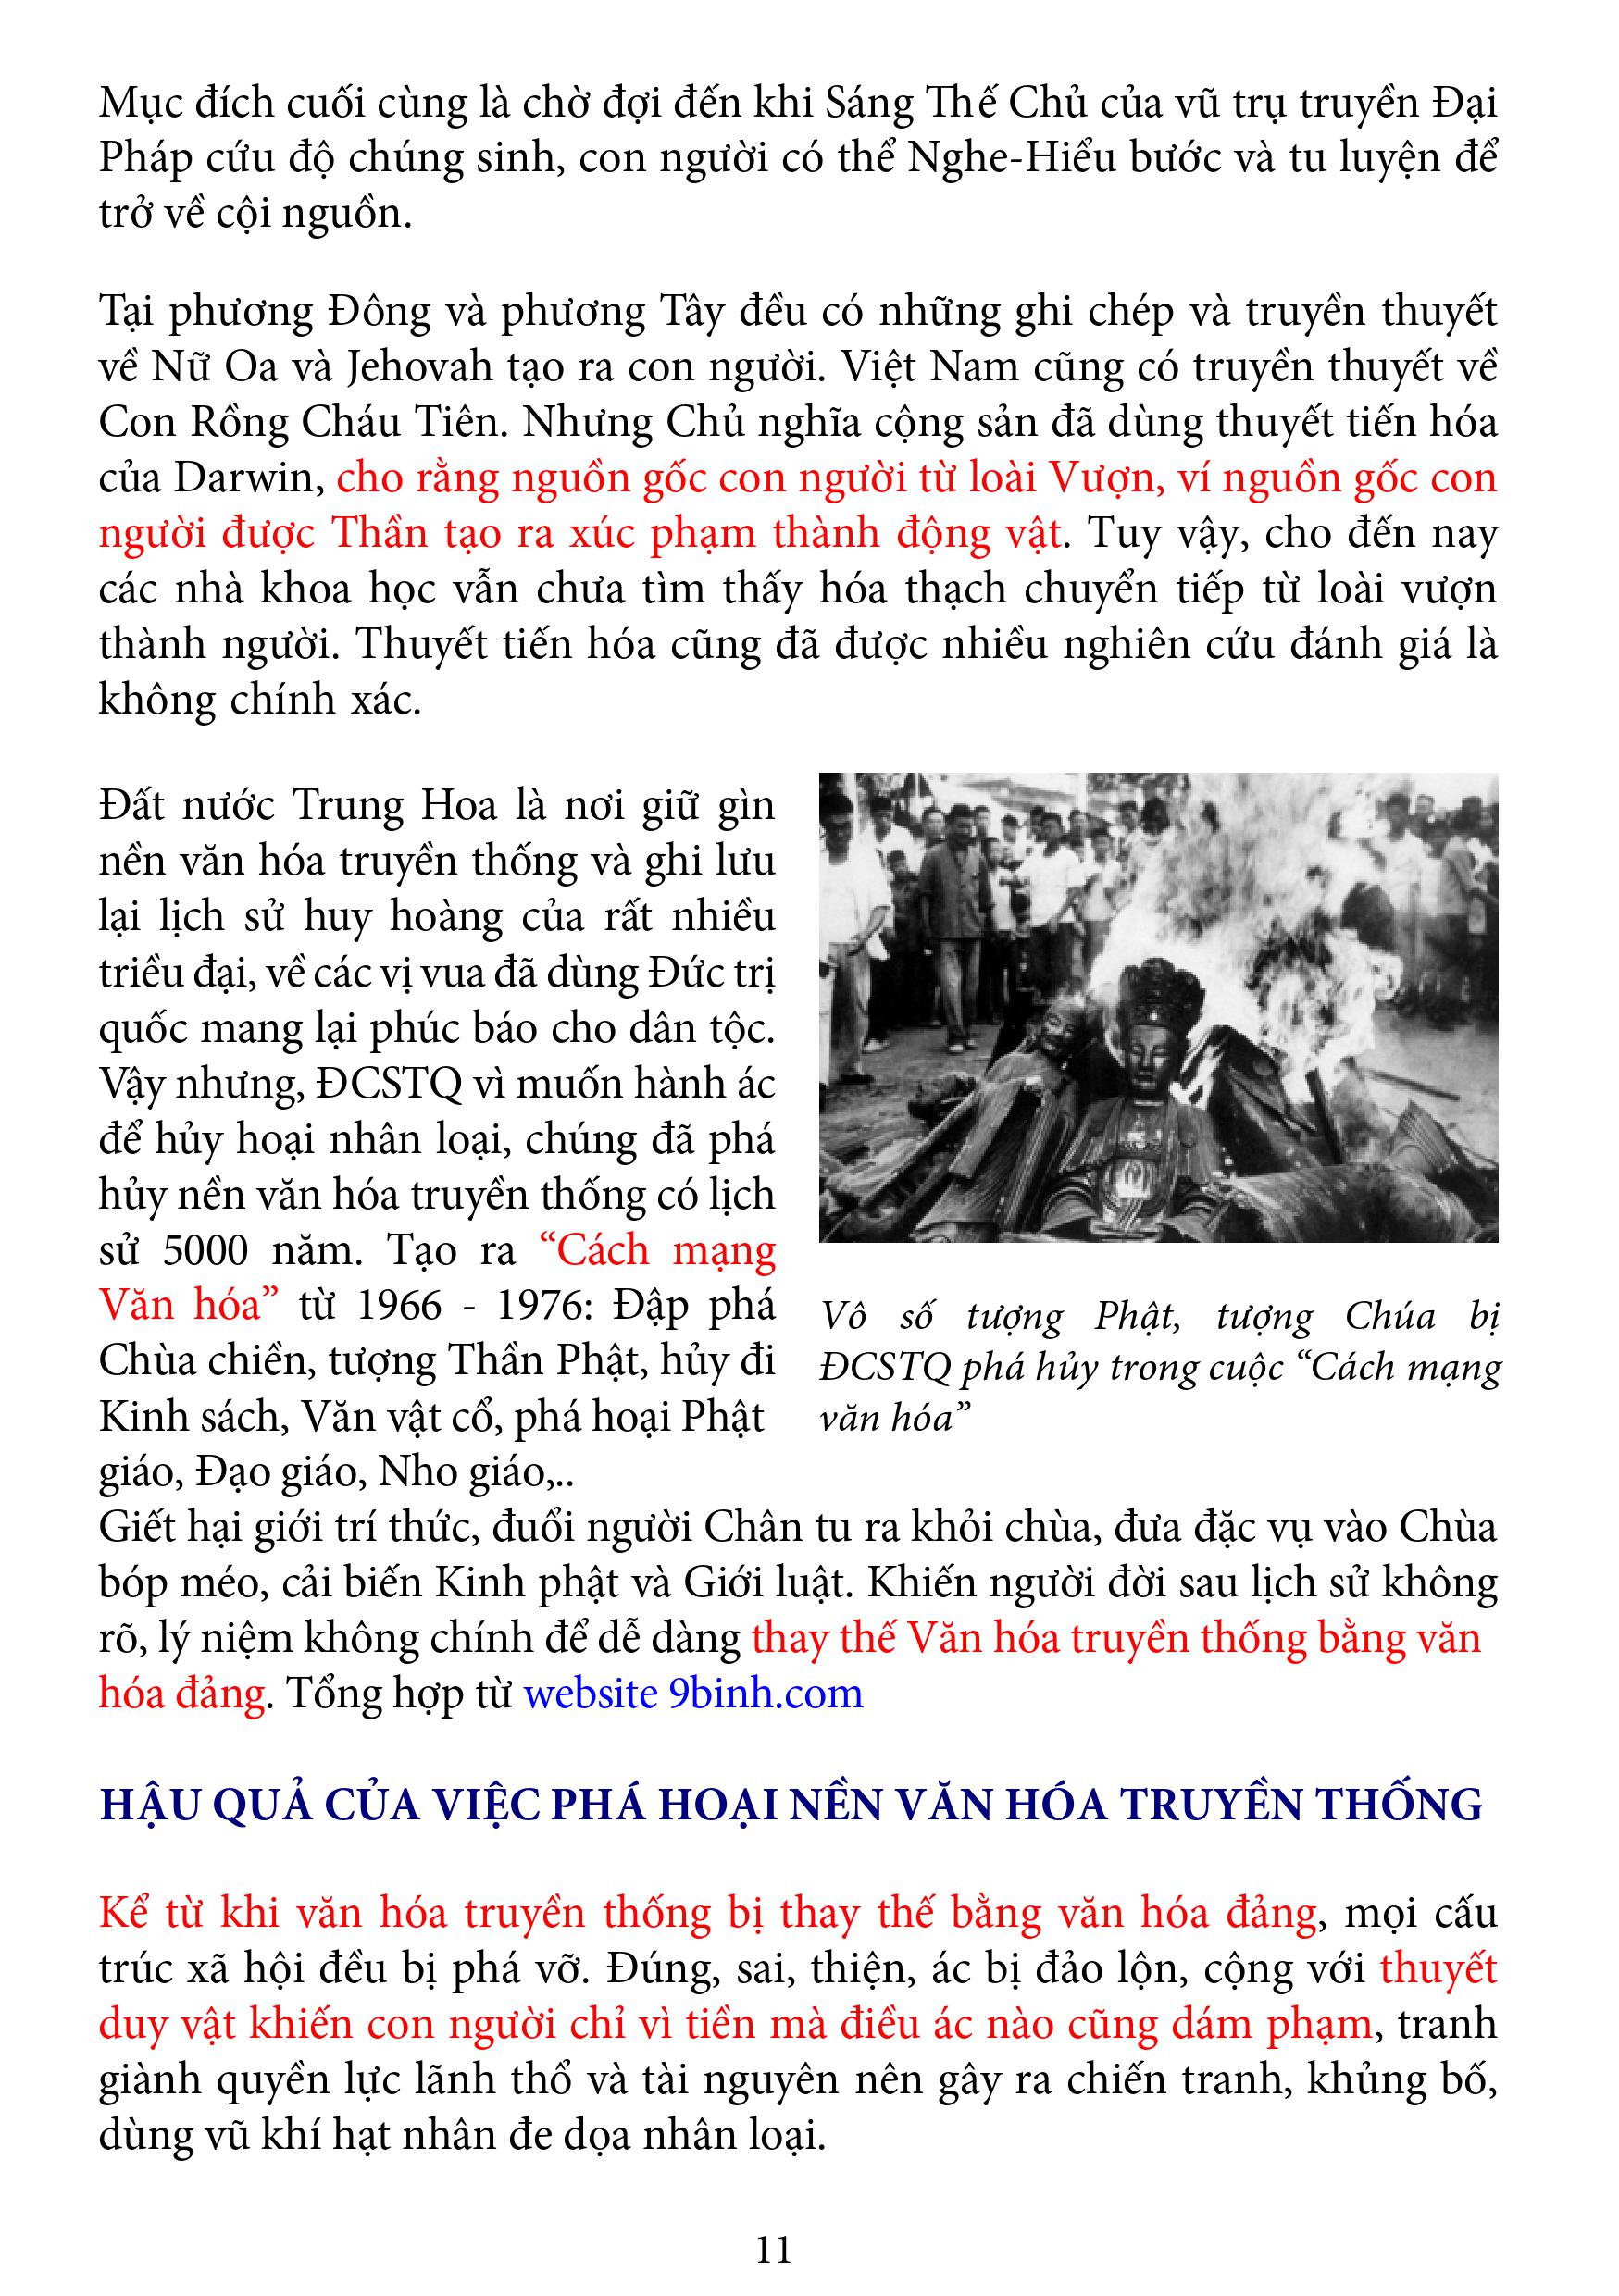 Mục đích cuối cùng là chờ đợi đến khi Sáng Thế Chủ của vũ trụ truyền Đại
Pháp cứu độ chúng sinh, con người có thể Nghe-Hiểu bước và tu luyện để
trở về cội nguồn.
Tại phương Đông và phương Tây đều có những ghi chép và truyền thuyết
về Nữ Oa và Jehovah tạo ra con người. Việt Nam cũng có truyền thuyết về
Con Rồng Cháu Tiên. Nhưng Chủ nghĩa cộng sản đã dùng thuyết tiến hóa
của Darwin, cho rằng nguồn gốc con người từ loài Vượn, ví nguồn gốc con
người được Thần tạo ra xúc phạm thành động vật. Tuy vậy, cho đến nay
các nhà khoa học vẫn chưa tìm thấy hóa thạch chuyển tiếp từ loài vượn
thành người. Thuyết tiến hóa cũng đã được nhiều nghiên cứu đánh giá là
không chính xác.
Đất nước Trung Hoa là nơi giữ gìn
nền văn hóa truyền thống và ghi lưu
lại lịch sử huy hoàng của rất nhiều
triều đại, về các vị vua đã dùng Đức trị
quốc mang lại phúc báo cho dân tộc.
Vậy nhưng, ĐCSTQ vì muốn hành ác
để hủy hoại nhân loại, chúng đã phá
hủy nền văn hóa truyền thống có lịch
sử 5000 năm. Tạo ra “Cách mạng
Văn hóa” từ 1966 - 1976: Đập phá
Chùa chiền, tượng Thần Phật, hủy đi
Kinh sách, Văn vật cổ, phá hoại Phật
giáo, Đạo giáo, Nho giáo,..
Vô số tượng Phật, tượng Chúa bị
ĐCSTQ phá hủy trong cuộc “Cách mạng
văn hóa”
Giết hại giới trí thức, đuổi người Chân tu ra khỏi chùa, đưa đặc vụ vào Chùa
bóp méo, cải biến Kinh phật và Giới luật. Khiến người đời sau lịch sử không
rõ, lý niệm không chính để dễ dàng thay thế Văn hóa truyền thống bằng văn
hóa đảng. Tổng hợp từ website 9binh.com
HẬU QUẢ CỦA VIỆC PHÁ HOẠI NỀN VĂN HÓA TRUYỀN THỐNG
Kể từ khi văn hóa truyền thống bị thay thế bằng văn hóa đảng, mọi cấu
trúc xã hội đều bị phá vỡ. Đúng, sai, thiện, ác bị đảo lộn, cộng với thuyết
duy vật khiến con người chỉ vì tiền mà điều ác nào cũng dám phạm, tranh
giành quyền lực lãnh thổ và tài nguyên nên gây ra chiến tranh, khủng bố,
dùng vũ khí hạt nhân đe dọa nhân loại.
11